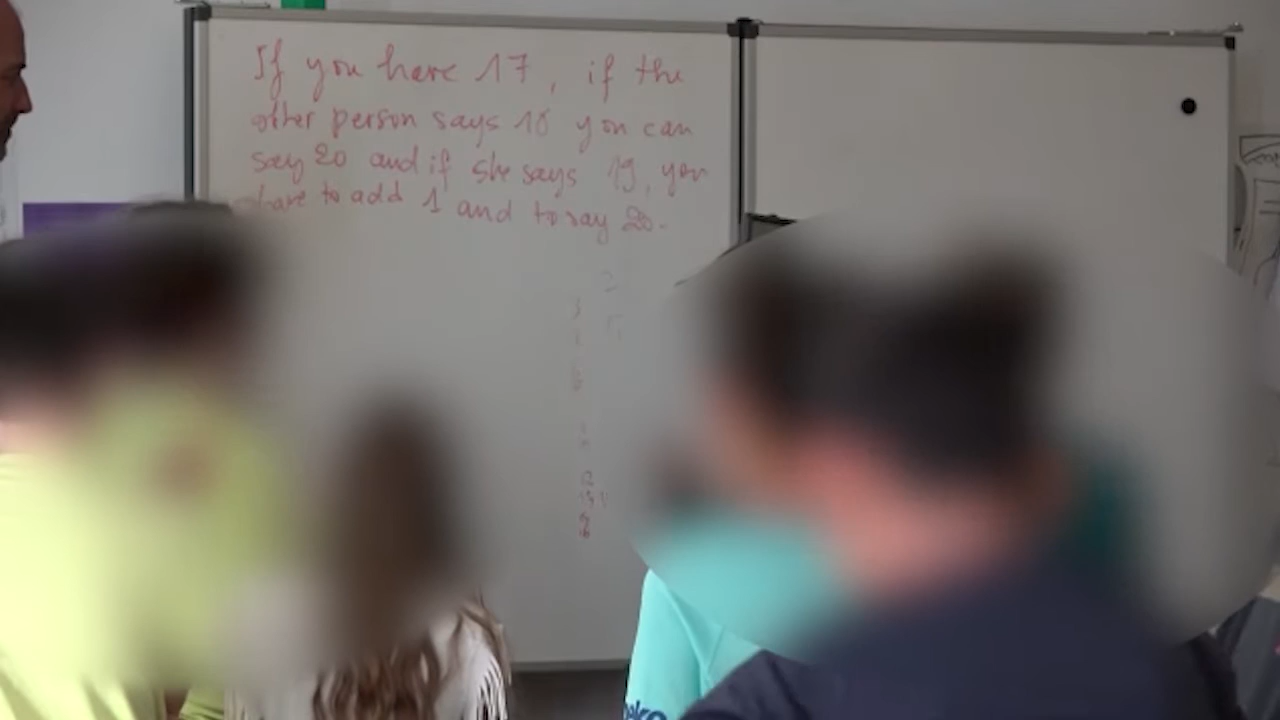 If you have 17, if the
other person says 18 you can
say 20 and if she says 19, you
have to add 1 and to say 20.
2